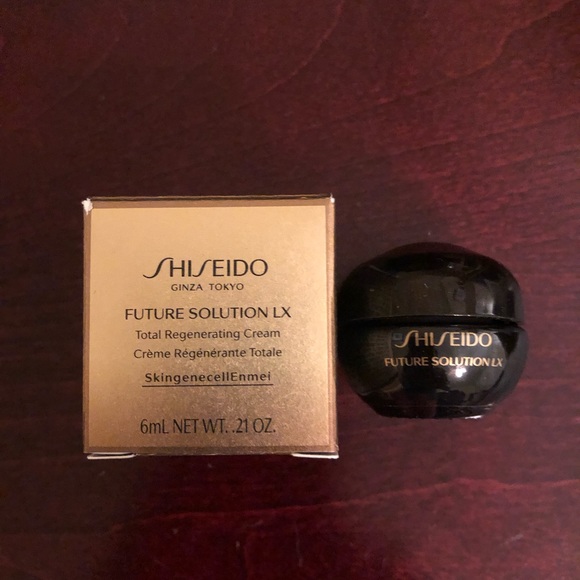 SHISEIDO
GINZA TOKYO
FUTURE SOLUTION LX
Total Regenerating Cream
Crème Régénérante Totale
SkingenecellEnmei
6mL NET WT. .21 OZ.
SHISEIDO
FUTURE SOLUTION LX